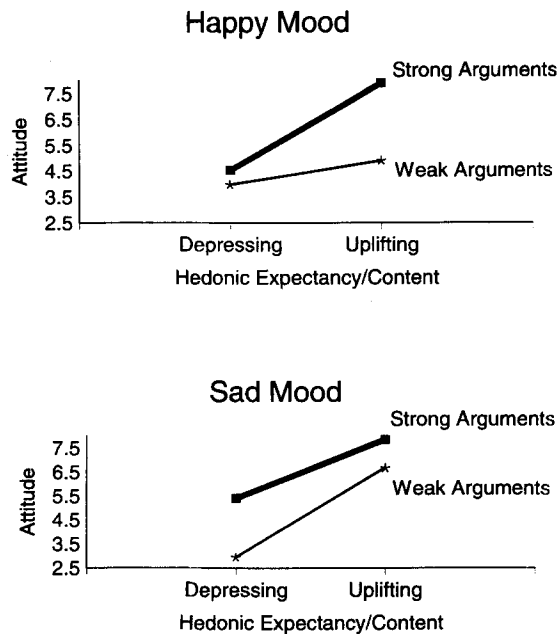 Happy Mood
Strong Arguments
7.5
6.5
5.5
4.5
3.5
2.5
Attitude
Weak Arguments
Depressing Uplifting
Hedonic Expectancy/Content
Sad Mood
Strong Arguments
7.5
6.5
5.5
4.5
3.5
2.5
Attitude
Weak Arguments
Depressing Uplifting
Hedonic Expectancy/Content